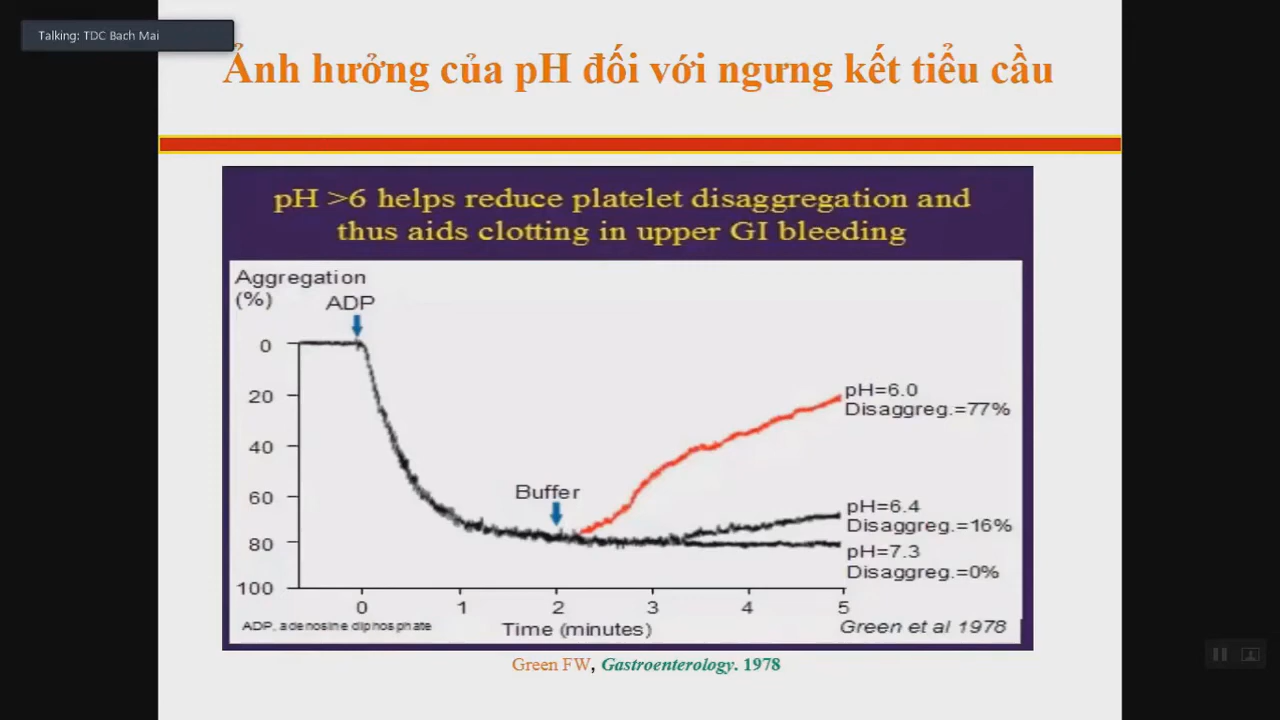 Talking: TDC Bach Mai
Ảnh hưởng của pH đối với ngưng kết tiểu cầu
pH >6 helps reduce platelet disaggregation and
thus aids clotting in upper GI bleeding
Aggregation
(%)
ADP
0
20
40
60
80
100
Buffer
pH=6.0
Disaggreg.=77%
pH=6.4
Disaggreg.=16%
pH=7.3
Disaggreg.=0%
0 1 2 3 4 5
ADP, adenosine diphosphate
Time (minutes)
Green et al 1978
Green FW, Gastroenterology. 1978